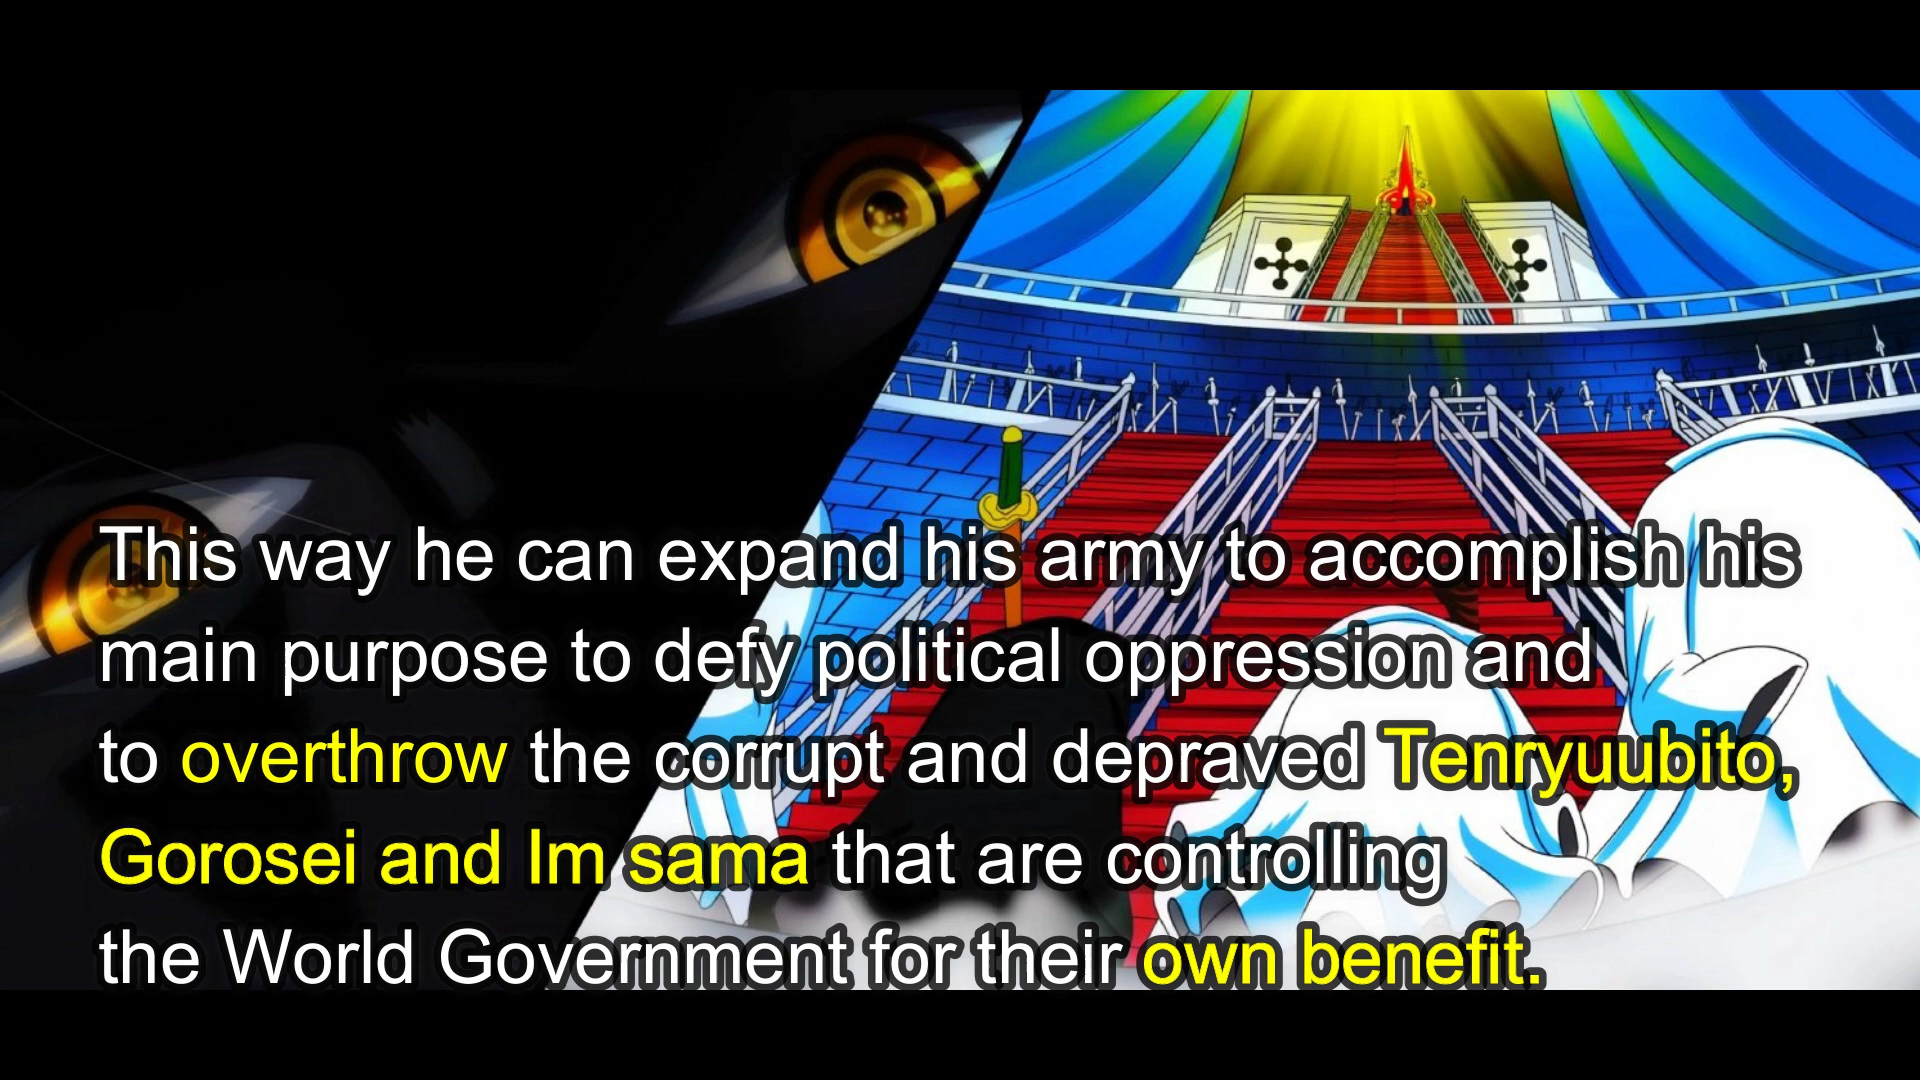 This way he can expand his army to accomplish his
main purpose to defy political oppression and
to overthrow the corrupt and depraved Tenryuubito,
Gorosei and Im sama that are controlling
the World Government for their own benefit.